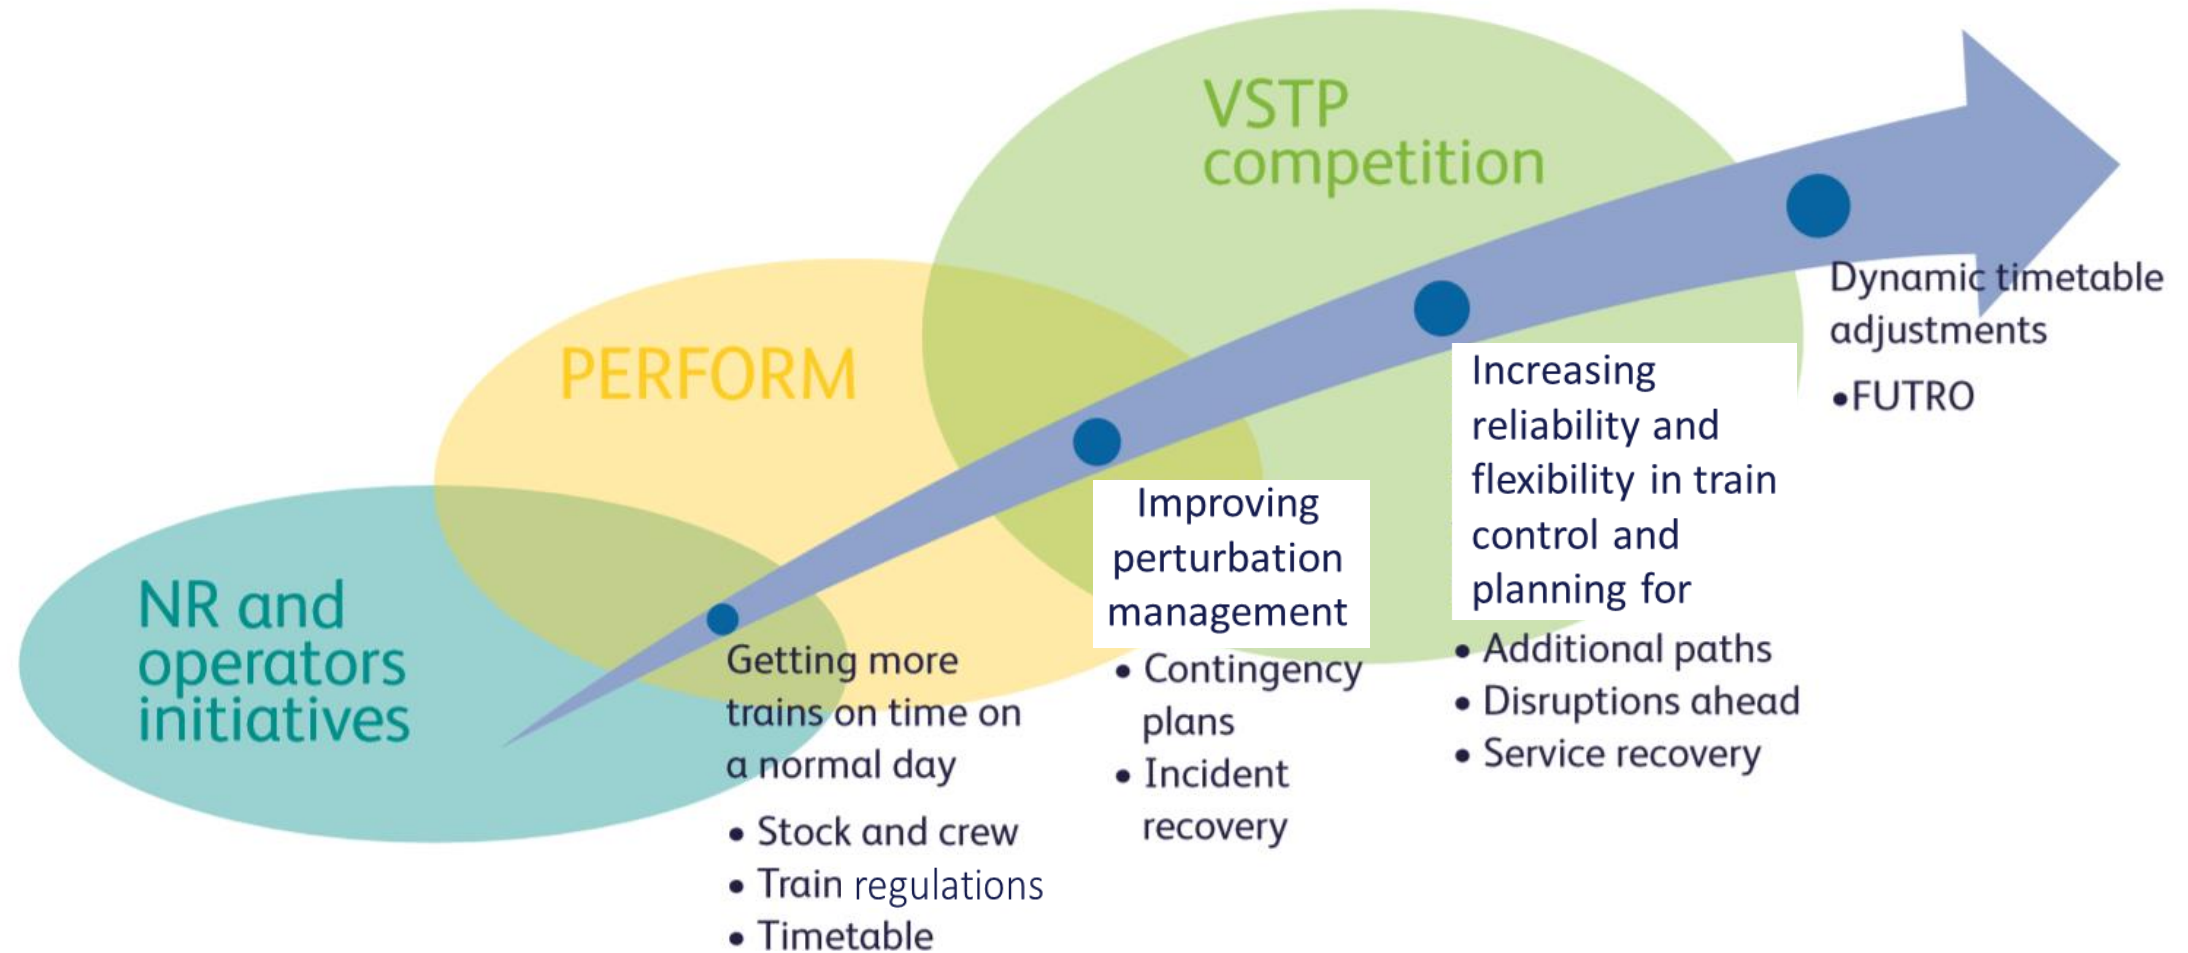 VSTP
competition
PERFORM
NR and
operators
initiatives
Getting more
trains on time on
a normal day
• Stock and crew
• Train regulations
• Timetable
Improving
perturbation
management
• Contingency
plans
• Incident
recovery
Increasing
reliability and
flexibility in train
control and
planning for
• Additional paths
• Disruptions ahead
• Service recovery
Dynamic timetable
adjustments
•FUTRO